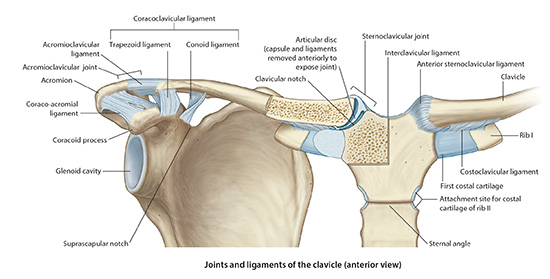 Coracoclavicular ligament
Trapezoid ligament
Conoid ligament
Acromioclavicular
ligament
Acromioclavicular joint
Acromion
Coraco-acromial
ligament
Coracoid process
Glenoid cavity
Suprascapular notch
Articular disc
(capsule and ligaments
removed anteriorly to
expose joint)
Clavicular notch
Sternoclavicular joint
Interclavicular ligament
Anterior sternoclavicular ligament
Clavicle
Rib I
Costoclavicular ligament
First costal cartilage
Attachment site for costal
cartilage of rib II
Sternal angle
Joints and ligaments of the clavicle (anterior view)